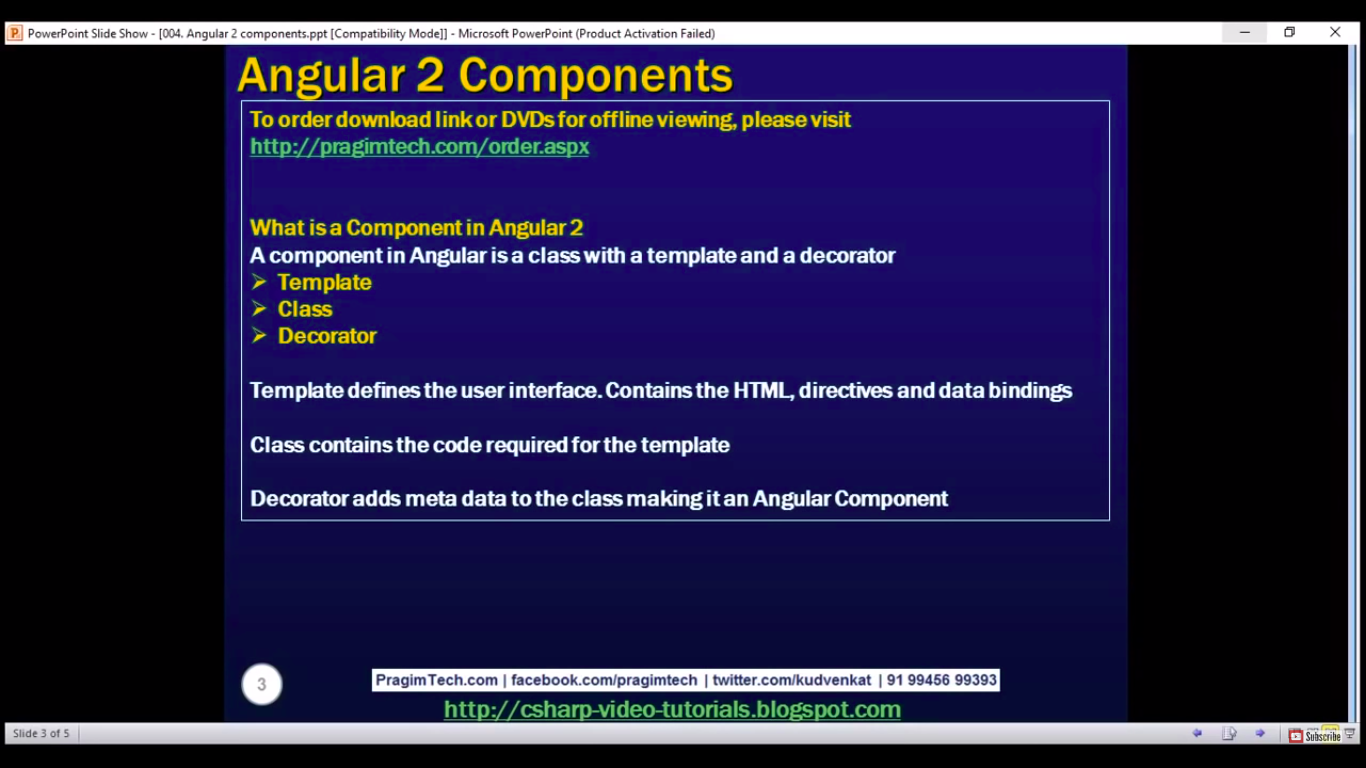 PowerPoint Slide Show - [004. Angular 2 components.ppt [Compatibility Mode]] - Microsoft PowerPoint (Product Activation Failed)
Angular 2 Components
To order download link or DVDs for offline viewing, please visit
http://pragimtech.com/order.aspx
What is a Component in Angular 2
A component in Angular is a class with a template and a decorator
Template
Class
Decorator
Template defines the user interface. Contains the HTML, directives and data bindings
Class contains the code required for the template
Decorator adds meta data to the class making it an Angular Component
3
PragimTech.com | facebook.com/pragimtech | twitter.com/kudvenkat | 91 99456 99393
http://csharp-video-tutorials.blogspot.com
Slide 3 of 5
Subscribe